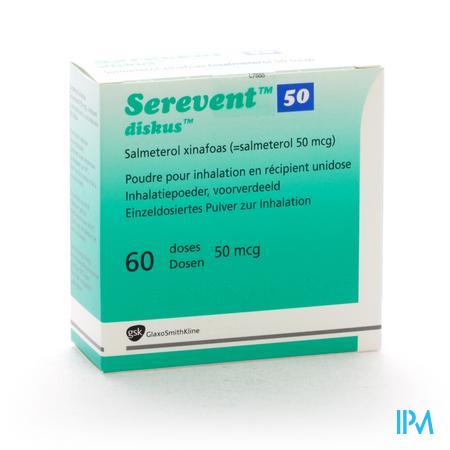 Serevent™ 50
diskus™
Salmeterol xinafoas (=salmeterol 50 mcg)
Poudre pour inhalation en récipient unidose
Inhalatiepoeder, voorverdeeld
Einzeldosiertes Pulver zur Inhalation
60 doses 50 mcg
Dosen
gsk GlaxoSmithKline
IPM